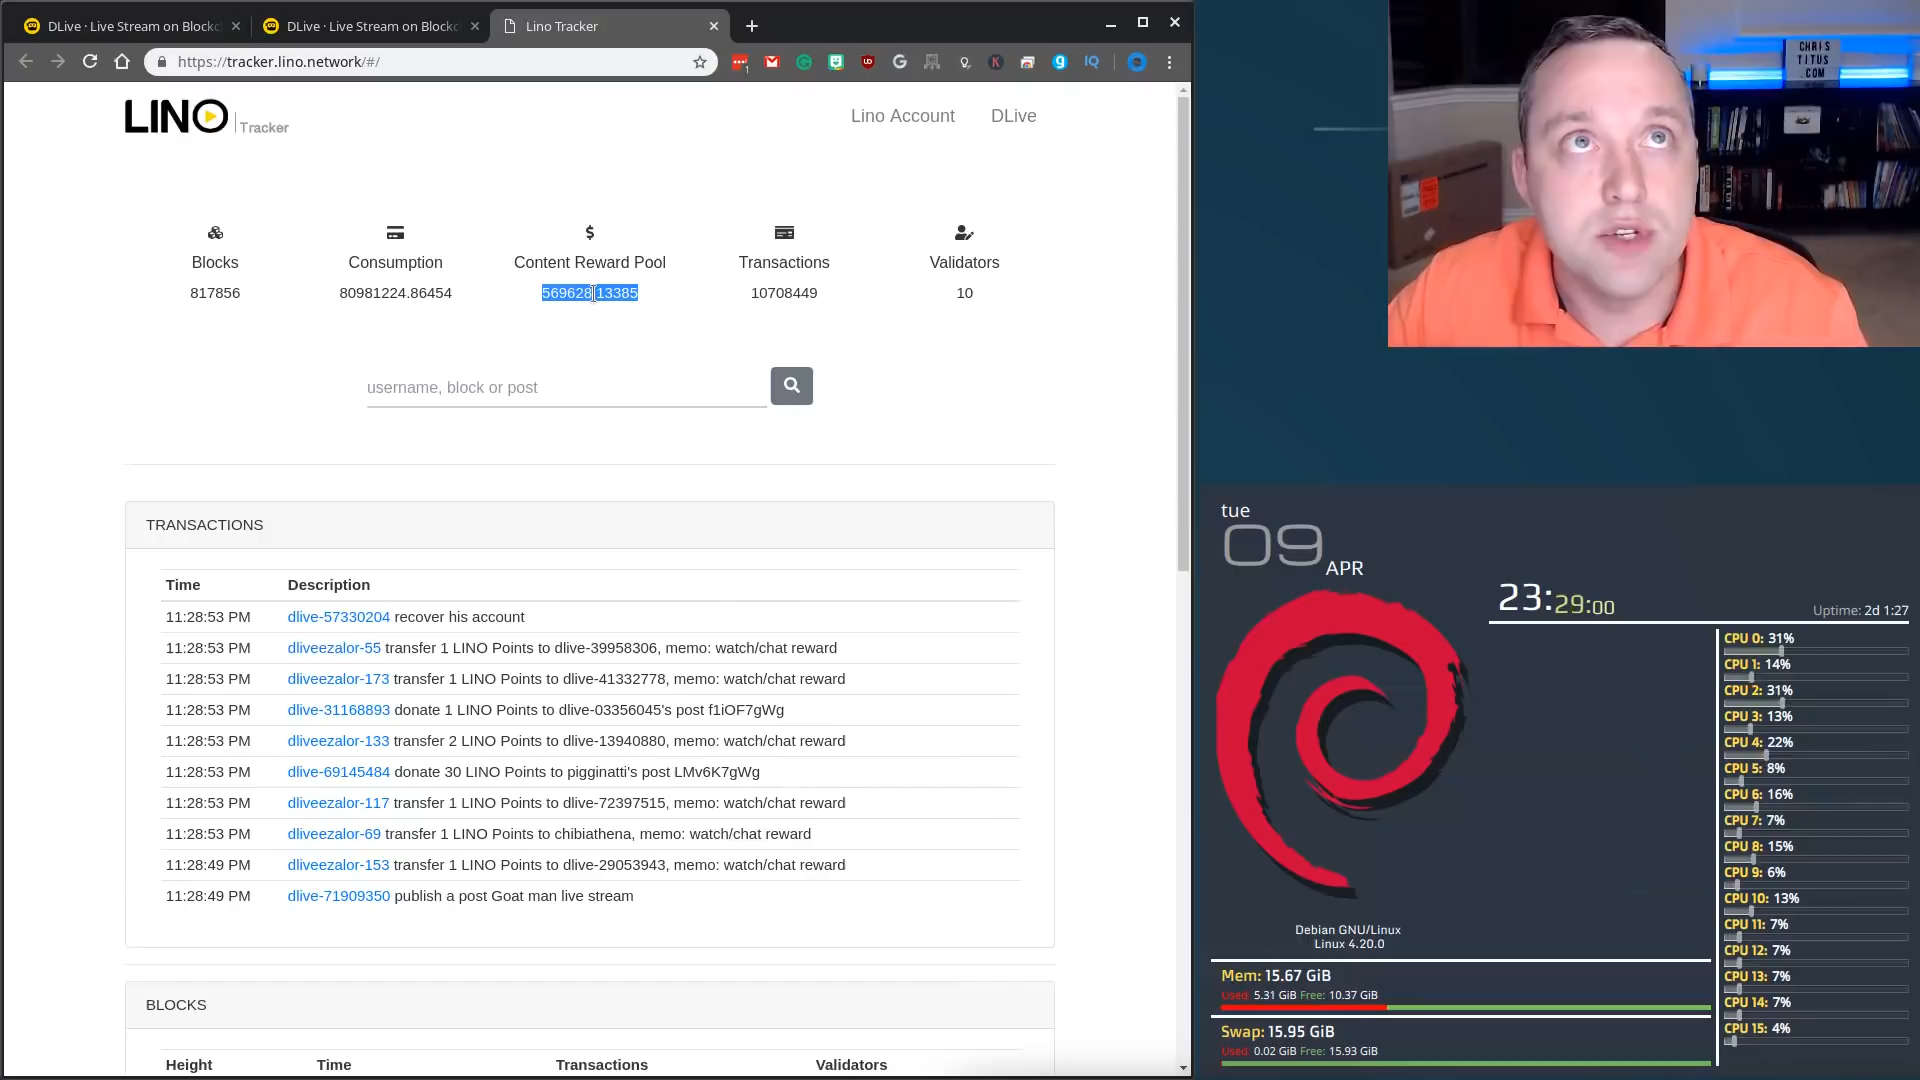 DLive · Live Stream on Blockc
DLive · Live Stream on Blockc
Lino Tracker
https://tracker.lino.network/#/
LINO Tracker
Lino Account
DLive
Blocks
817856
Consumption
80981224.86454
Content Reward Pool
569628.13385
Transactions
10708449
Validators
10
username, block or post
TRANSACTIONS
Time Description
11:28:53 PM dlive-57330204 recover his account
11:28:53 PM dliveezalor-55 transfer 1 LINO Points to dlive-39958306, memo: watch/chat reward
11:28:53 PM dliveezalor-173 transfer 1 LINO Points to dlive-41332778, memo: watch/chat reward
11:28:53 PM dlive-31168893 donate 1 LINO Points to dlive-03356045's post f1iOF7gWg
11:28:53 PM dliveezalor-133 transfer 2 LINO Points to dlive-13940880, memo: watch/chat reward
11:28:53 PM dlive-69145484 donate 30 LINO Points to pigginatti's post LMv6K7gWg
11:28:53 PM dliveezalor-117 transfer 1 LINO Points to dlive-72397515, memo: watch/chat reward
11:28:53 PM dliveezalor-69 transfer 1 LINO Points to chibiathena, memo: watch/chat reward
11:28:49 PM dliveezalor-153 transfer 1 LINO Points to dlive-29053943, memo: watch/chat reward
11:28:49 PM dlive-71909350 publish a post Goat man live stream
BLOCKS
Height Time Transactions Validators
CHRIS
TITUS
.COM
tue
09
APR
23:29:00
Uptime: 2d 1:27
Debian GNU/Linux
Linux 4.20.0
Mem: 15.67 GiB
Used: 5.31 GiB Free: 10.37 GiB
Swap: 15.95 GiB
Used: 0.02 GiB Free: 15.93 GiB
CPU 0: 31%
CPU 1: 14%
CPU 2: 31%
CPU 3: 13%
CPU 4: 22%
CPU 5: 8%
CPU 6: 16%
CPU 7: 7%
CPU 8: 15%
CPU 9: 6%
CPU 10: 13%
CPU 11: 7%
CPU 12: 7%
CPU 13: 7%
CPU 14: 7%
CPU 15: 4%